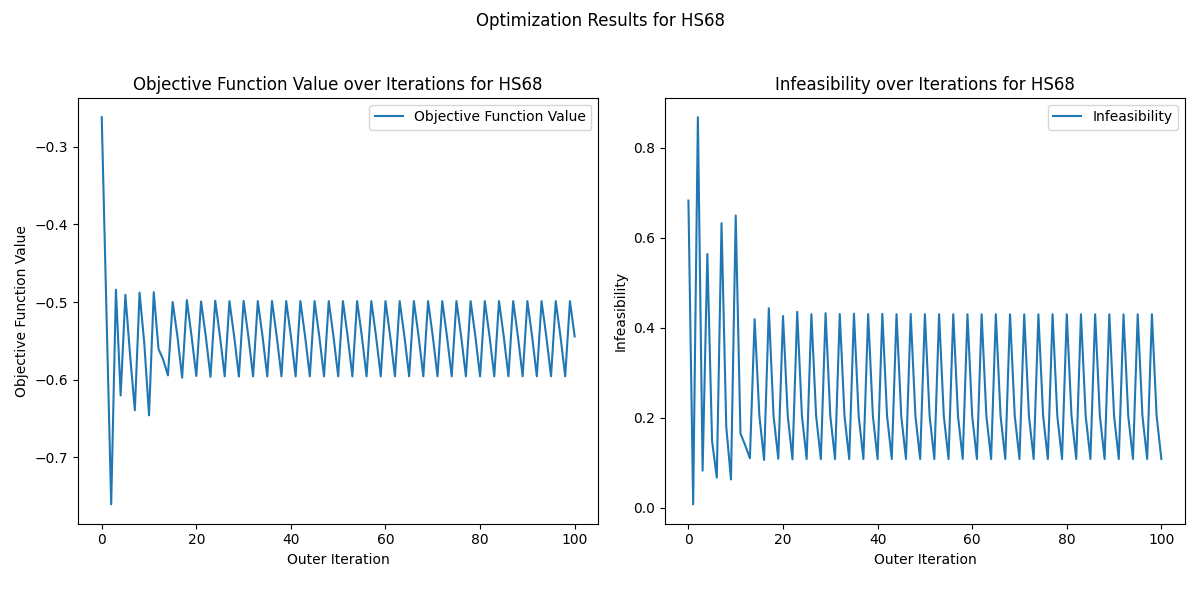 Optimization Results for HS68
Objective Function Value over Iterations for HS68
Objective Function Value
−0.3
−0.4
−0.5
−0.6
−0.7
Objective Function Value
0
20
40
60
80
100
Outer Iteration
Infeasibility over Iterations for HS68
Infeasibility
0.8
0.6
0.4
0.2
0.0
Infeasibility
0
20
40
60
80
100
Outer Iteration